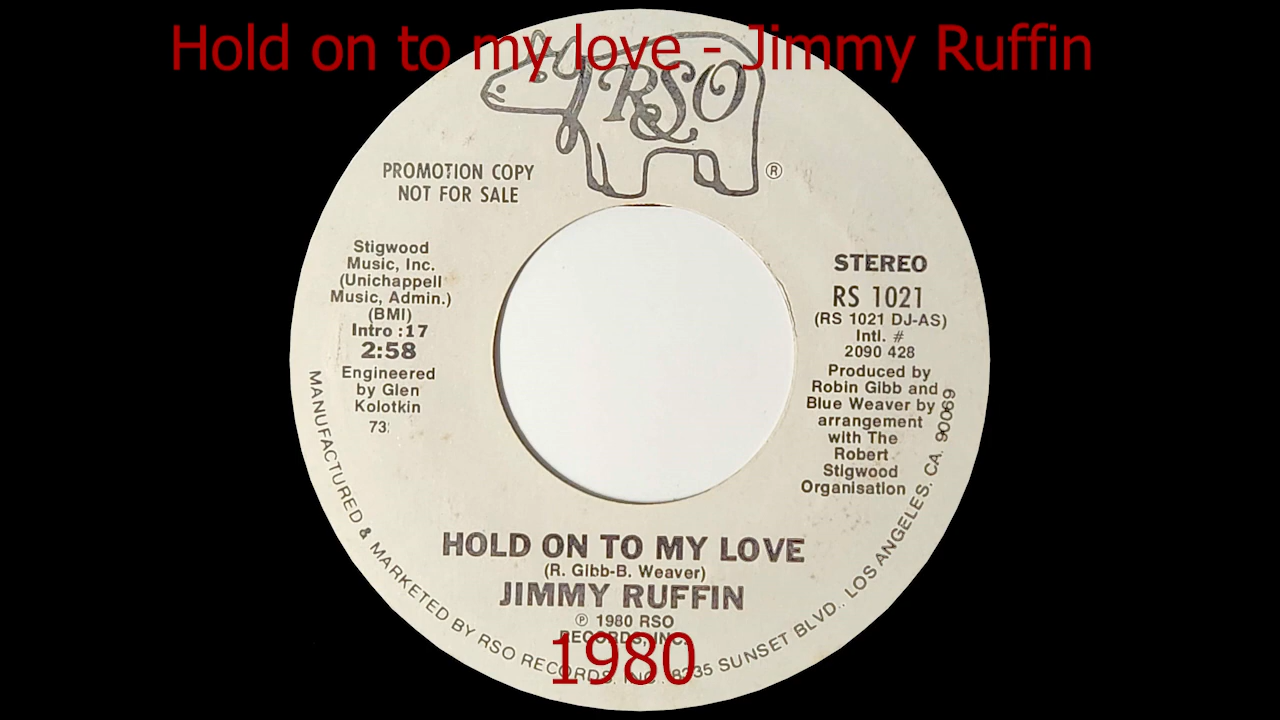 Hold on to my love - Jimmy Ruffin
RSO
®
PROMOTION COPY
NOT FOR SALE
Stigwood
Music, Inc.
(Unichappell
Music, Admin.)
(BMI)
Intro :17
2:58
Engineered
by Glen
Kolotkin
73
STEREO
RS 1021
(RS 1021 DJ-AS)
Intl. #
2090 428
Produced by
Robin Gibb and
Blue Weaver by
arrangement
with The
Robert
Stigwood
Organisation
HOLD ON TO MY LOVE
(R. Gibb-B. Weaver)
JIMMY RUFFIN
℗ 1980 RSO
RECORDS, INC.
1980
MANUFACTURED & MARKETED BY RSO RECORDS, INC., 8335 SUNSET BLVD., LOS ANGELES, CA. 90069